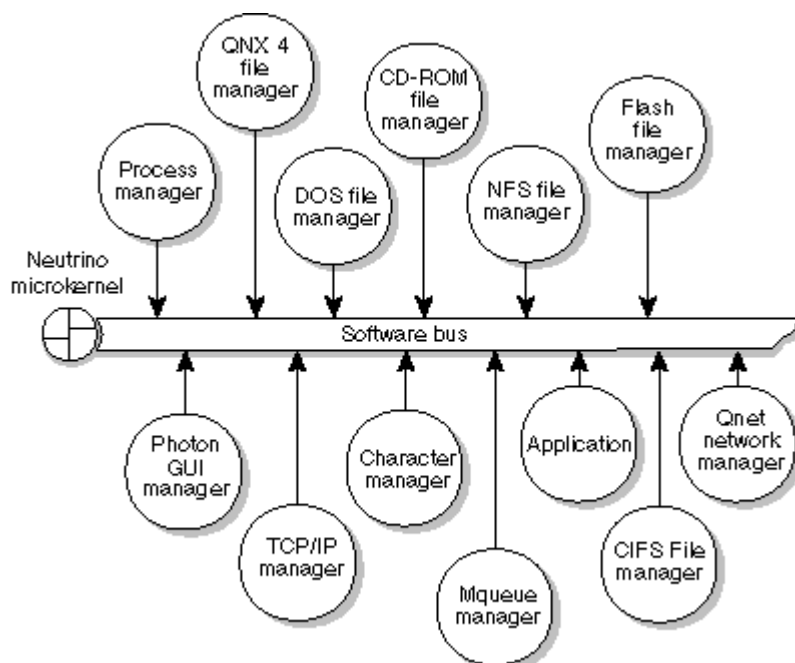 QNX 4
file
manager
CD-ROM
file
manager
Flash
file
manager
Process
manager
DOS file
manager
NFS file
manager
Neutrino
microkernel
Software bus
Photon
GUI
manager
TCP/IP
manager
Character
manager
Mqueue
manager
Application
CIFS File
manager
Qnet
network
manager